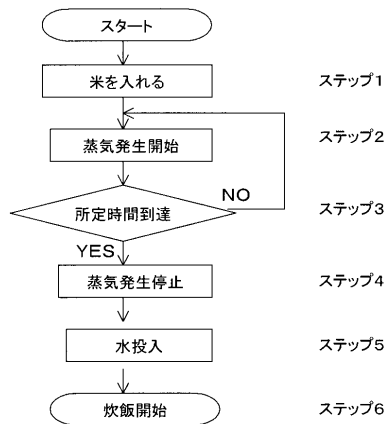 スタート
米を入れる ステップ1
蒸気発生開始 ステップ2
NO
所定時間到達 ステップ3
YES
蒸気発生停止 ステップ4
水投入 ステップ5
炊飯開始 ステップ6